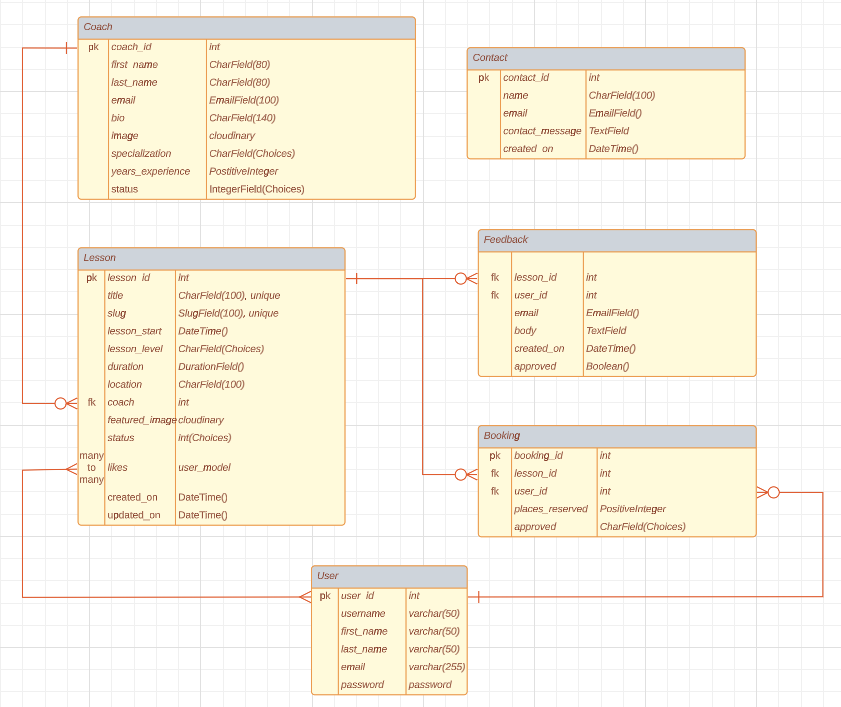 Coach
pk coach_id int
first_name CharField(80)
last_name CharField(80)
email EmailField(100)
bio CharField(140)
image cloudinary
specialization CharField(Choices)
years_experience PostitiveInteger
status IntegerField(Choices)
Contact
pk contact_id int
name CharField(100)
email EmailField()
contact_message TextField
created_on DateTime()
Lesson
pk lesson_id int
title CharField(100), unique
slug SlugField(100), unique
lesson_start DateTime()
lesson_level CharField(Choices)
duration DurationField()
location CharField(100)
fk coach int
featured_image cloudinary
status int(Choices)
many
to likes user_model
many
created_on DateTime()
updated_on DateTime()
Feedback
fk lesson_id int
fk user_id int
email EmailField()
body TextField
created_on DateTime()
approved Boolean()
Booking
pk booking_id int
fk lesson_id int
fk user_id int
places_reserved PositiveInteger
approved CharField(Choices)
User
pk user_id int
username varchar(50)
first_name varchar(50)
last_name varchar(50)
email varchar(255)
password password